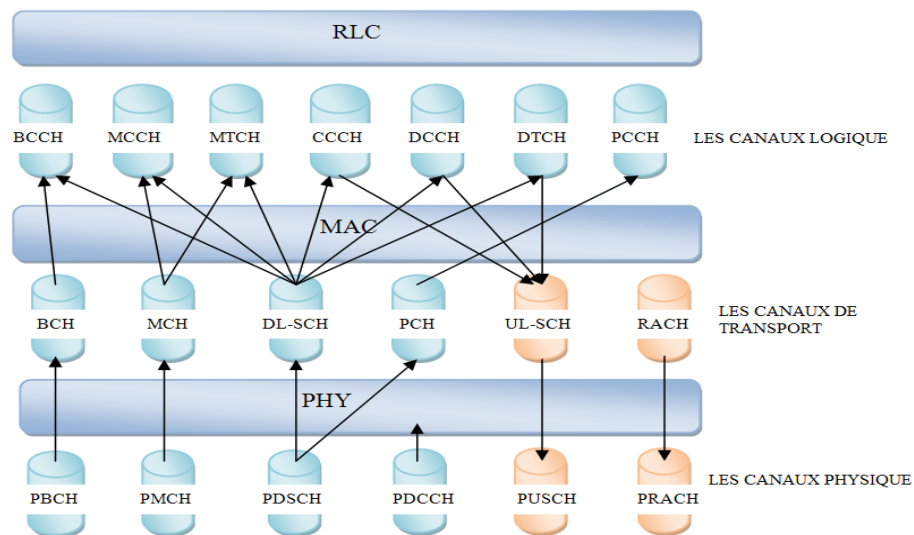 RLC
BCCH MCCH MTCH CCCH DCCH DTCH PCCH LES CANAUX LOGIQUE
MAC
BCH MCH DL-SCH PCH UL-SCH RACH LES CANAUX DE
TRANSPORT
PHY
PBCH PMCH PDSCH PDCCH PUSCH PRACH LES CANAUX PHYSIQUE